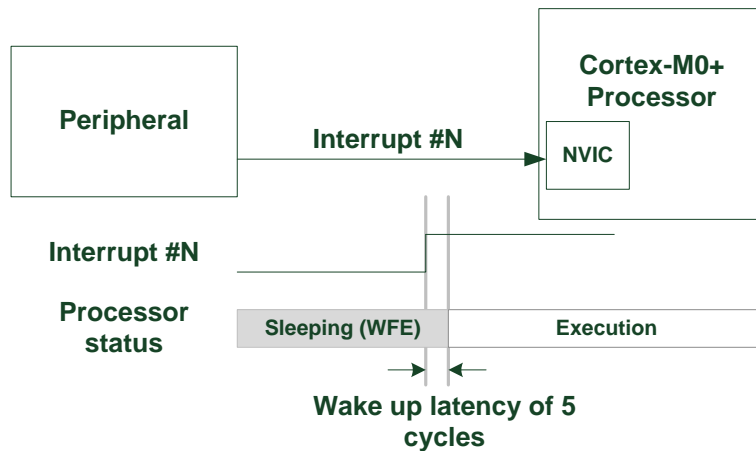 Cortex-M0+
Processor
Peripheral
Interrupt #N
NVIC
Interrupt #N
Processor
status
Sleeping (WFE)
Execution
Wake up latency of 5
cycles